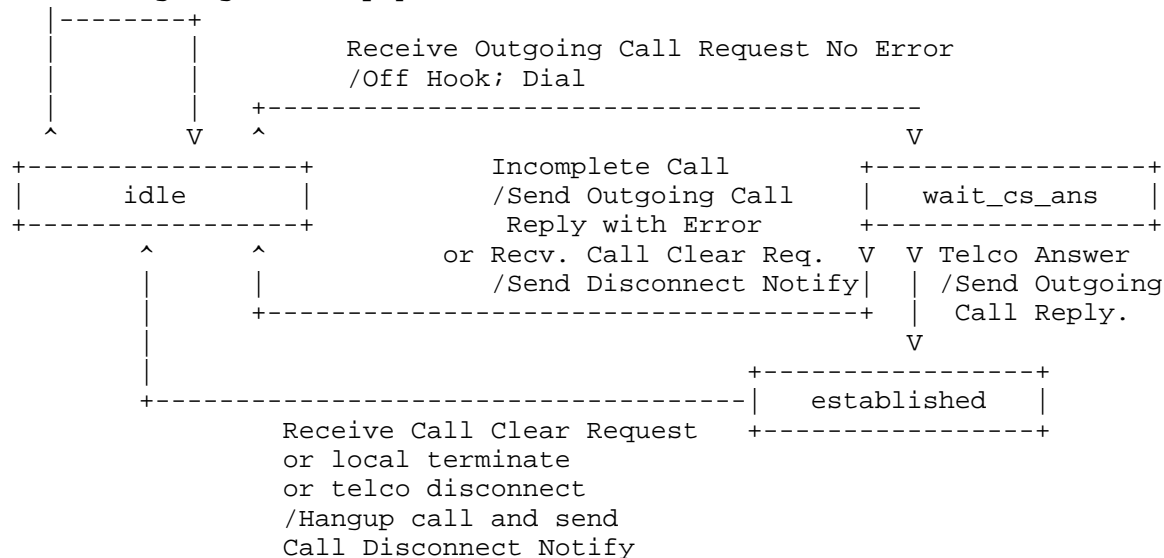 Receive Outgoing Call Request No Error
/Off Hook; Dial
Incomplete Call
idle
/Send Outgoing Call
wait_cs_ans
Reply with Error
or Recv. Call Clear Req.
Telco Answer
/Send Disconnect Notify
/Send Outgoing
Call Reply.
established
Receive Call Clear Request
or local terminate
or telco disconnect
/Hangup call and send
Call Disconnect Notify